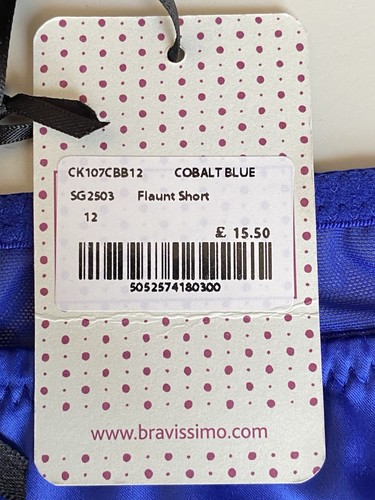 CK107CBB12 COBALT BLUE
SG2503 Flaunt Short
12
£ 15.50
5052574180300
www.bravissimo.com